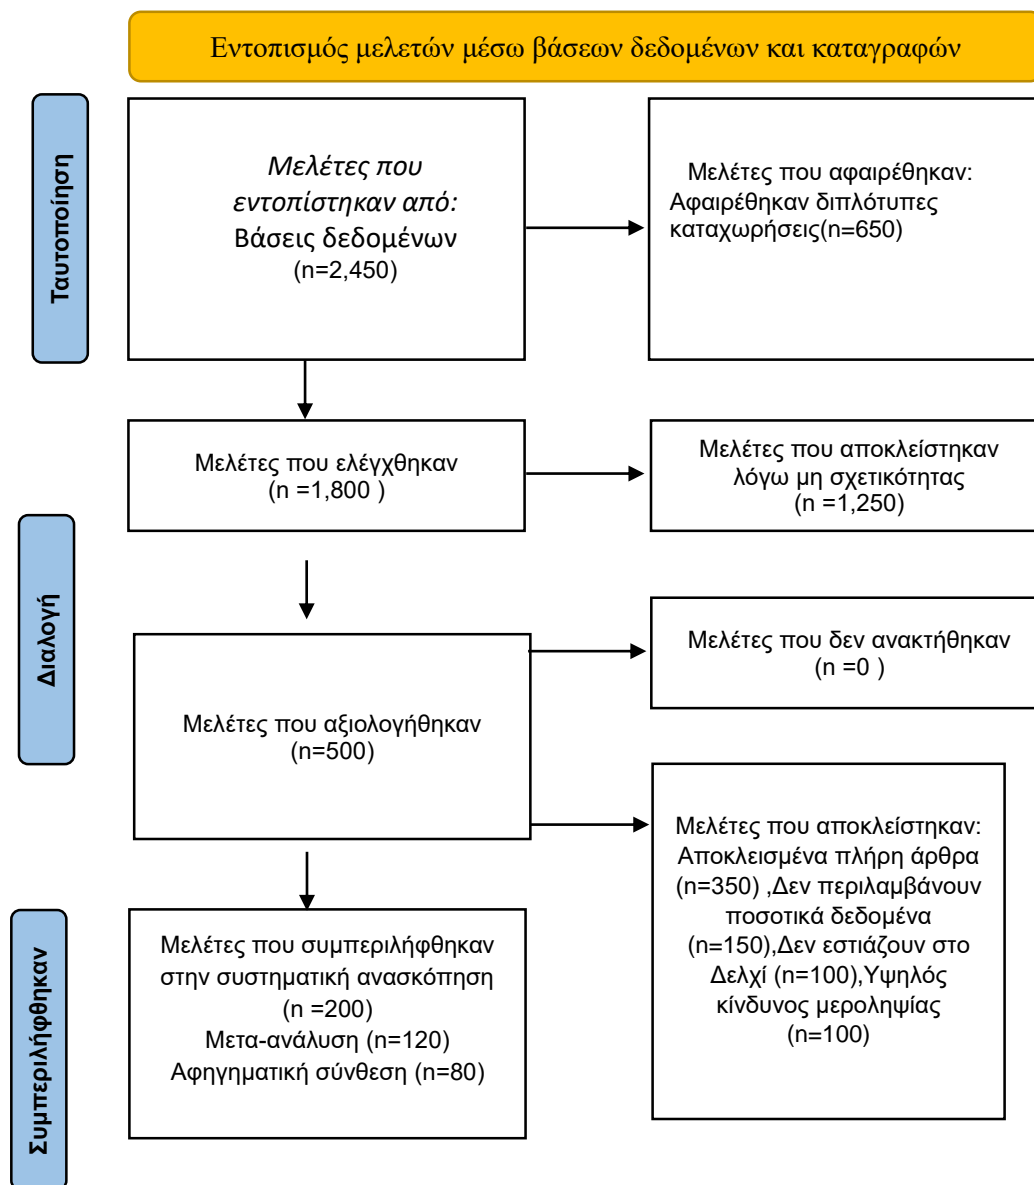 Εντοπισμός μελετών μέσω βάσεων δεδομένων και καταγραφών
Ταυτοποίηση
Μελέτες που
εντοπίστηκαν από:
Βάσεις δεδομένων
(n=2,450)
Μελέτες που αφαιρέθηκαν:
Αφαιρέθηκαν διπλότυπες
καταχωρήσεις(n=650)
Μελέτες που ελέγχθηκαν
(n =1,800 )
Μελέτες που αποκλείστηκαν
λόγω μη σχετικότητας
(n =1,250)
Διαλογή
Μελέτες που αξιολογήθηκαν
(n=500)
Μελέτες που δεν ανακτήθηκαν
(n =0 )
Μελέτες που αποκλείστηκαν:
Αποκλεισμένα πλήρη άρθρα
(n=350) ,Δεν περιλαμβάνουν
ποσοτικά δεδομένα
(n=150),Δεν εστιάζουν στο
Δελχί (n=100),Υψηλός
κίνδυνος μεροληψίας
(n=100)
Συμπεριλήφθηκαν
Μελέτες που συμπεριλήφθηκαν
στην συστηματική ανασκόπηση
(n =200)
Μετα-ανάλυση (n=120)
Αφηγηματική σύνθεση (n=80)